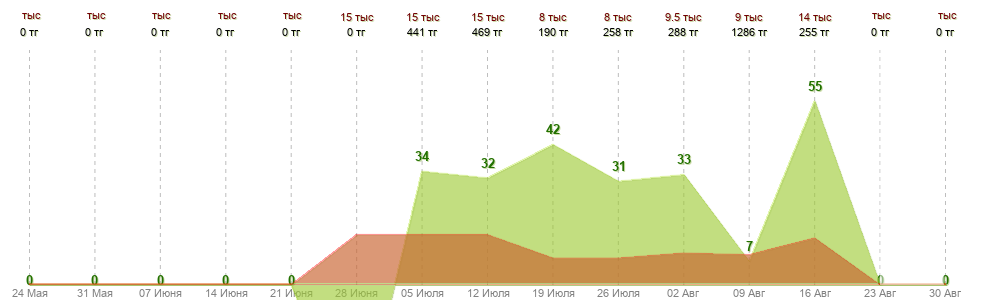 тыс тыс тыс тыс тыс 15 тыс 15 тыс 15 тыс 8 тыс 8 тыс 9.5 тыс 9 тыс 14 тыс тыс тыс
0 тг 0 тг 0 тг 0 тг 0 тг 0 тг 441 тг 469 тг 190 тг 258 тг 288 тг 1286 тг 255 тг 0 тг 0 тг
55
42
34 32 31 33
7
0 0 0 0 0 0 0
24 Мая 31 Мая 07 Июня 14 Июня 21 Июня 28 Июня 05 Июля 12 Июля 19 Июля 26 Июля 02 Авг 09 Авг 16 Авг 23 Авг 30 Авг